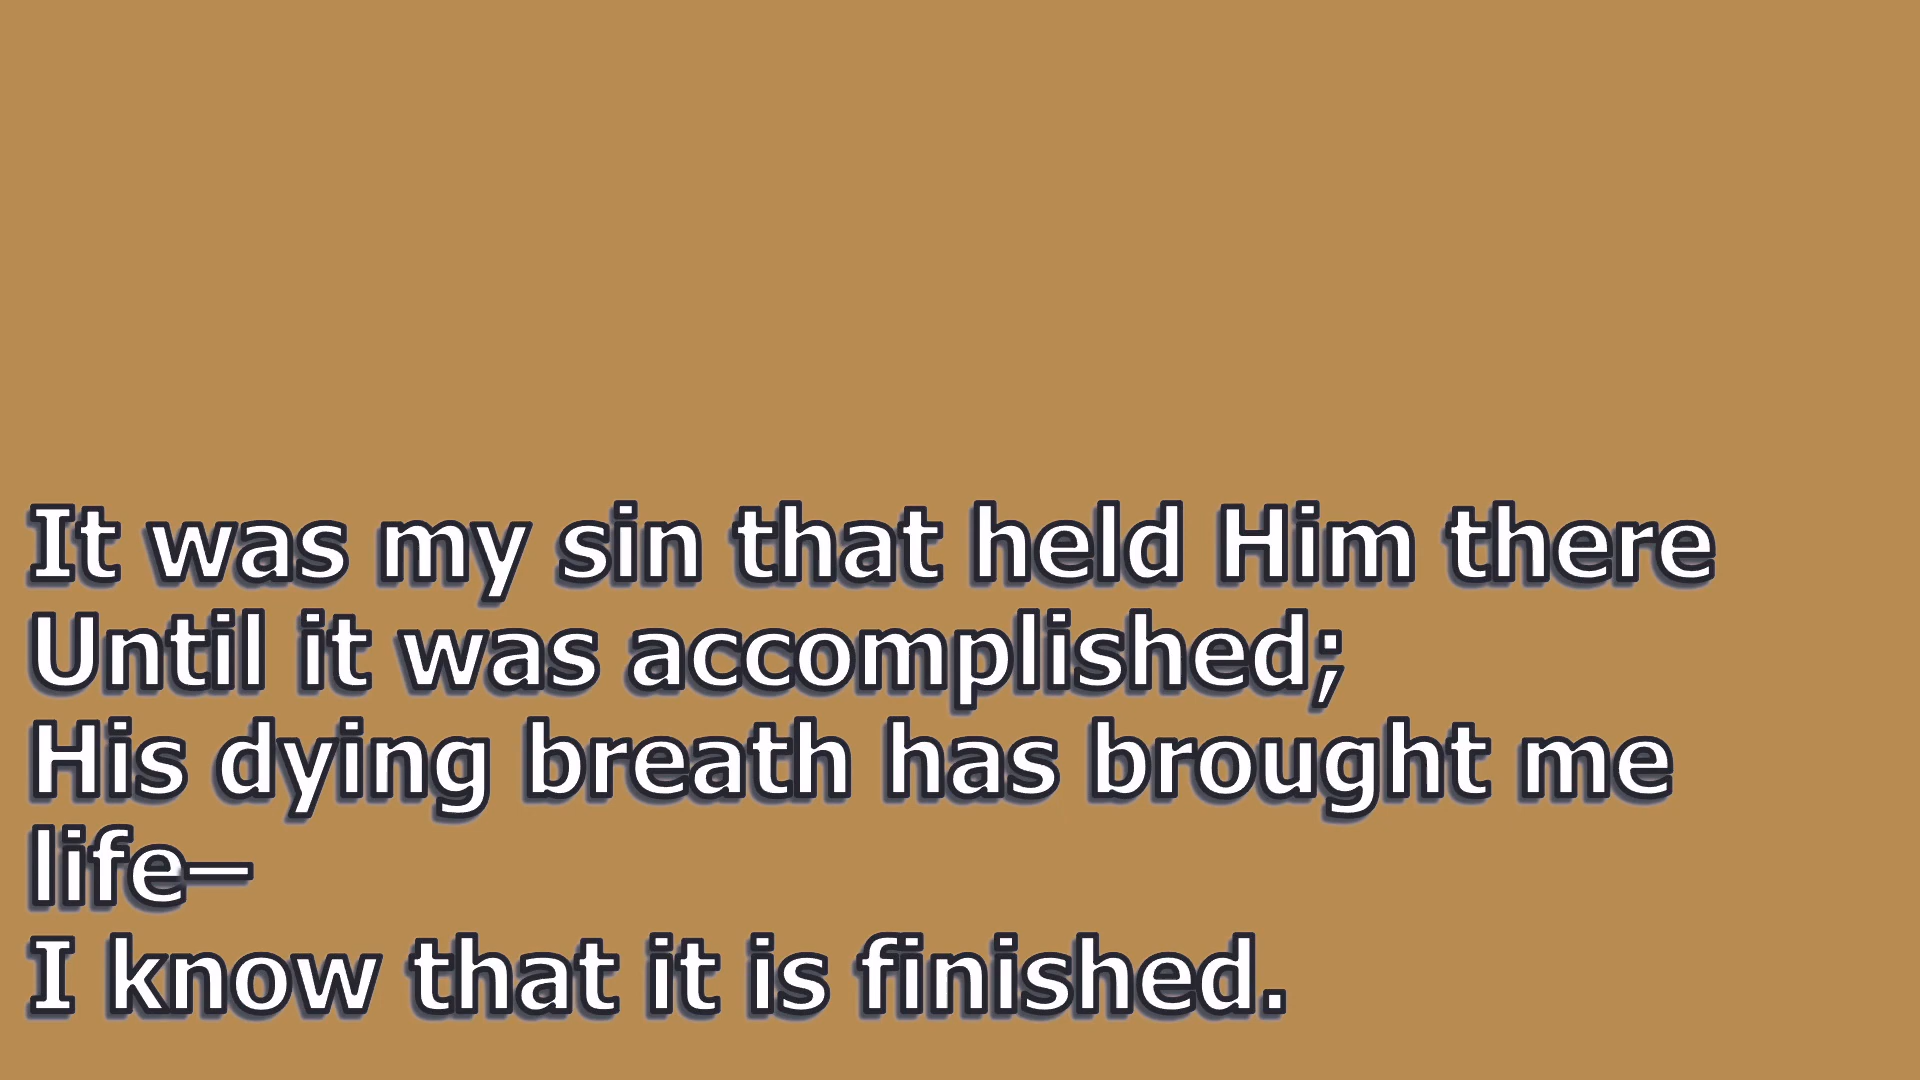 It was my sin that held Him there
Until it was accomplished;
His dying breath has brought me
life—
I know that it is finished.